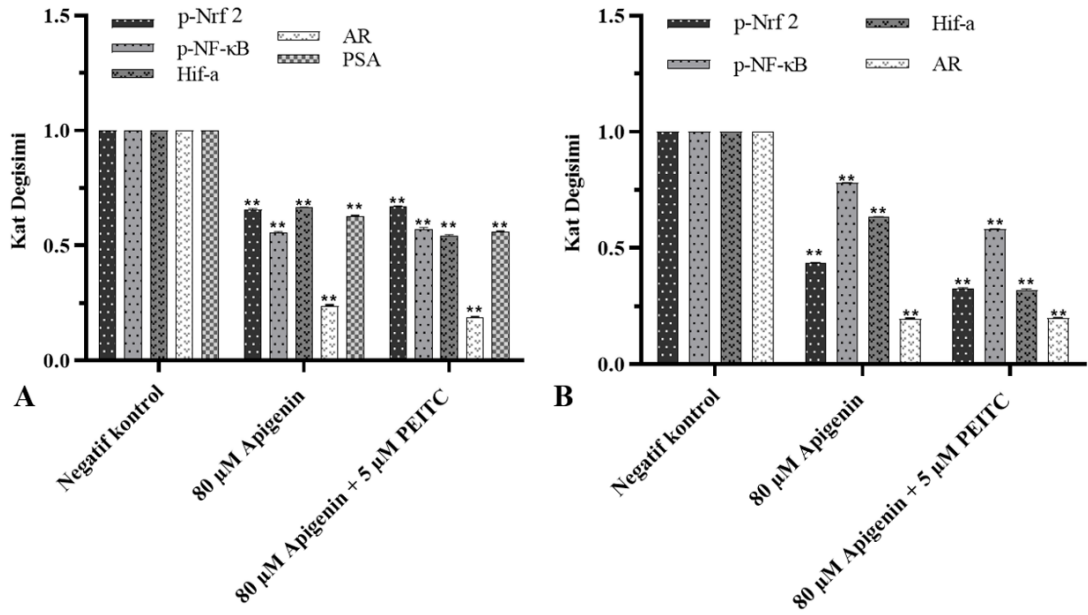 1.5
1.0
0.5
0.0
Kat Degisimi
p-Nrf 2
p-NF-κB
Hif-a
AR
PSA
** ** ** ** **
** ** ** ** **
Negatif kontrol
80 μM Apigenin
80 μM Apigenin + 5 μM PEITC
A
1.5
1.0
0.5
0.0
Kat Degisimi
p-Nrf 2
p-NF-κB
Hif-a
AR
** ** ** **
** ** ** **
Negatif kontrol
80 μM Apigenin
80 μM Apigenin + 5 μM PEITC
B